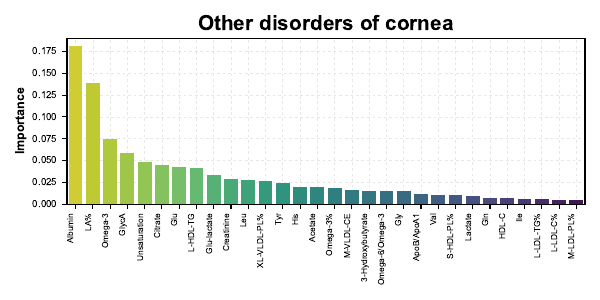 Other disorders of cornea
Importance
0.175
0.150
0.125
0.100
0.075
0.050
0.025
0.000
Albumin
LA%
Omega-3
GlycA
Unsaturation
Citrate
Glu
L-HDL-TG
Glu-lactate
Creatinine
Leu
XL-VLDL-PL%
Tyr
His
Acetate
Omega-3%
M-VLDL-CE
3-Hydroxybutyrate
Omega-6/Omega-3
Gly
ApoB/ApoA1
Val
S-HDL-PL%
Lactate
Gln
HDL-C
Ile
L-LDL-TG%
L-LDL-C%
M-LDL-PL%